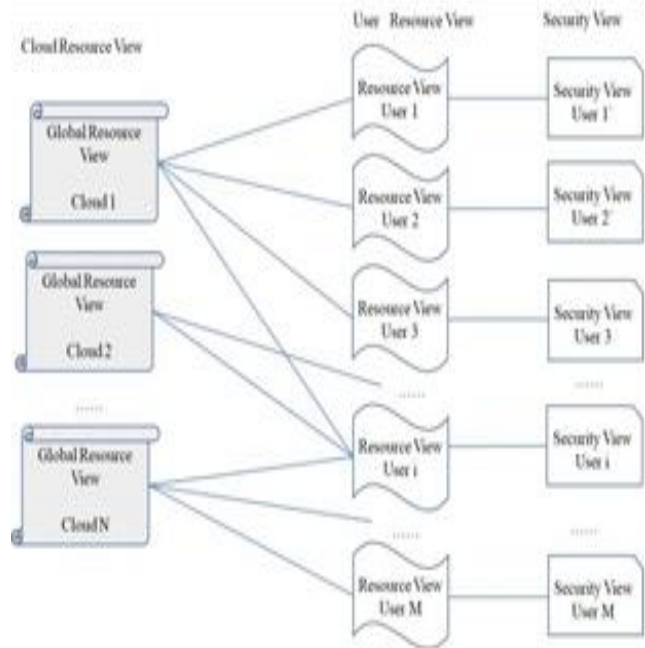 Cloud Resource View
User Resource View
Security View
Global Resource
View
Cloud 1
Global Resource
View
Cloud 2
......
Global Resource
View
Cloud N
Resource View
User 1
Resource View
User 2
Resource View
User 3
......
Resource View
User i
......
Resource View
User M
Security View
User 1`
Security View
User 2`
Security View
User 3
......
Security View
User i
......
Security View
User M